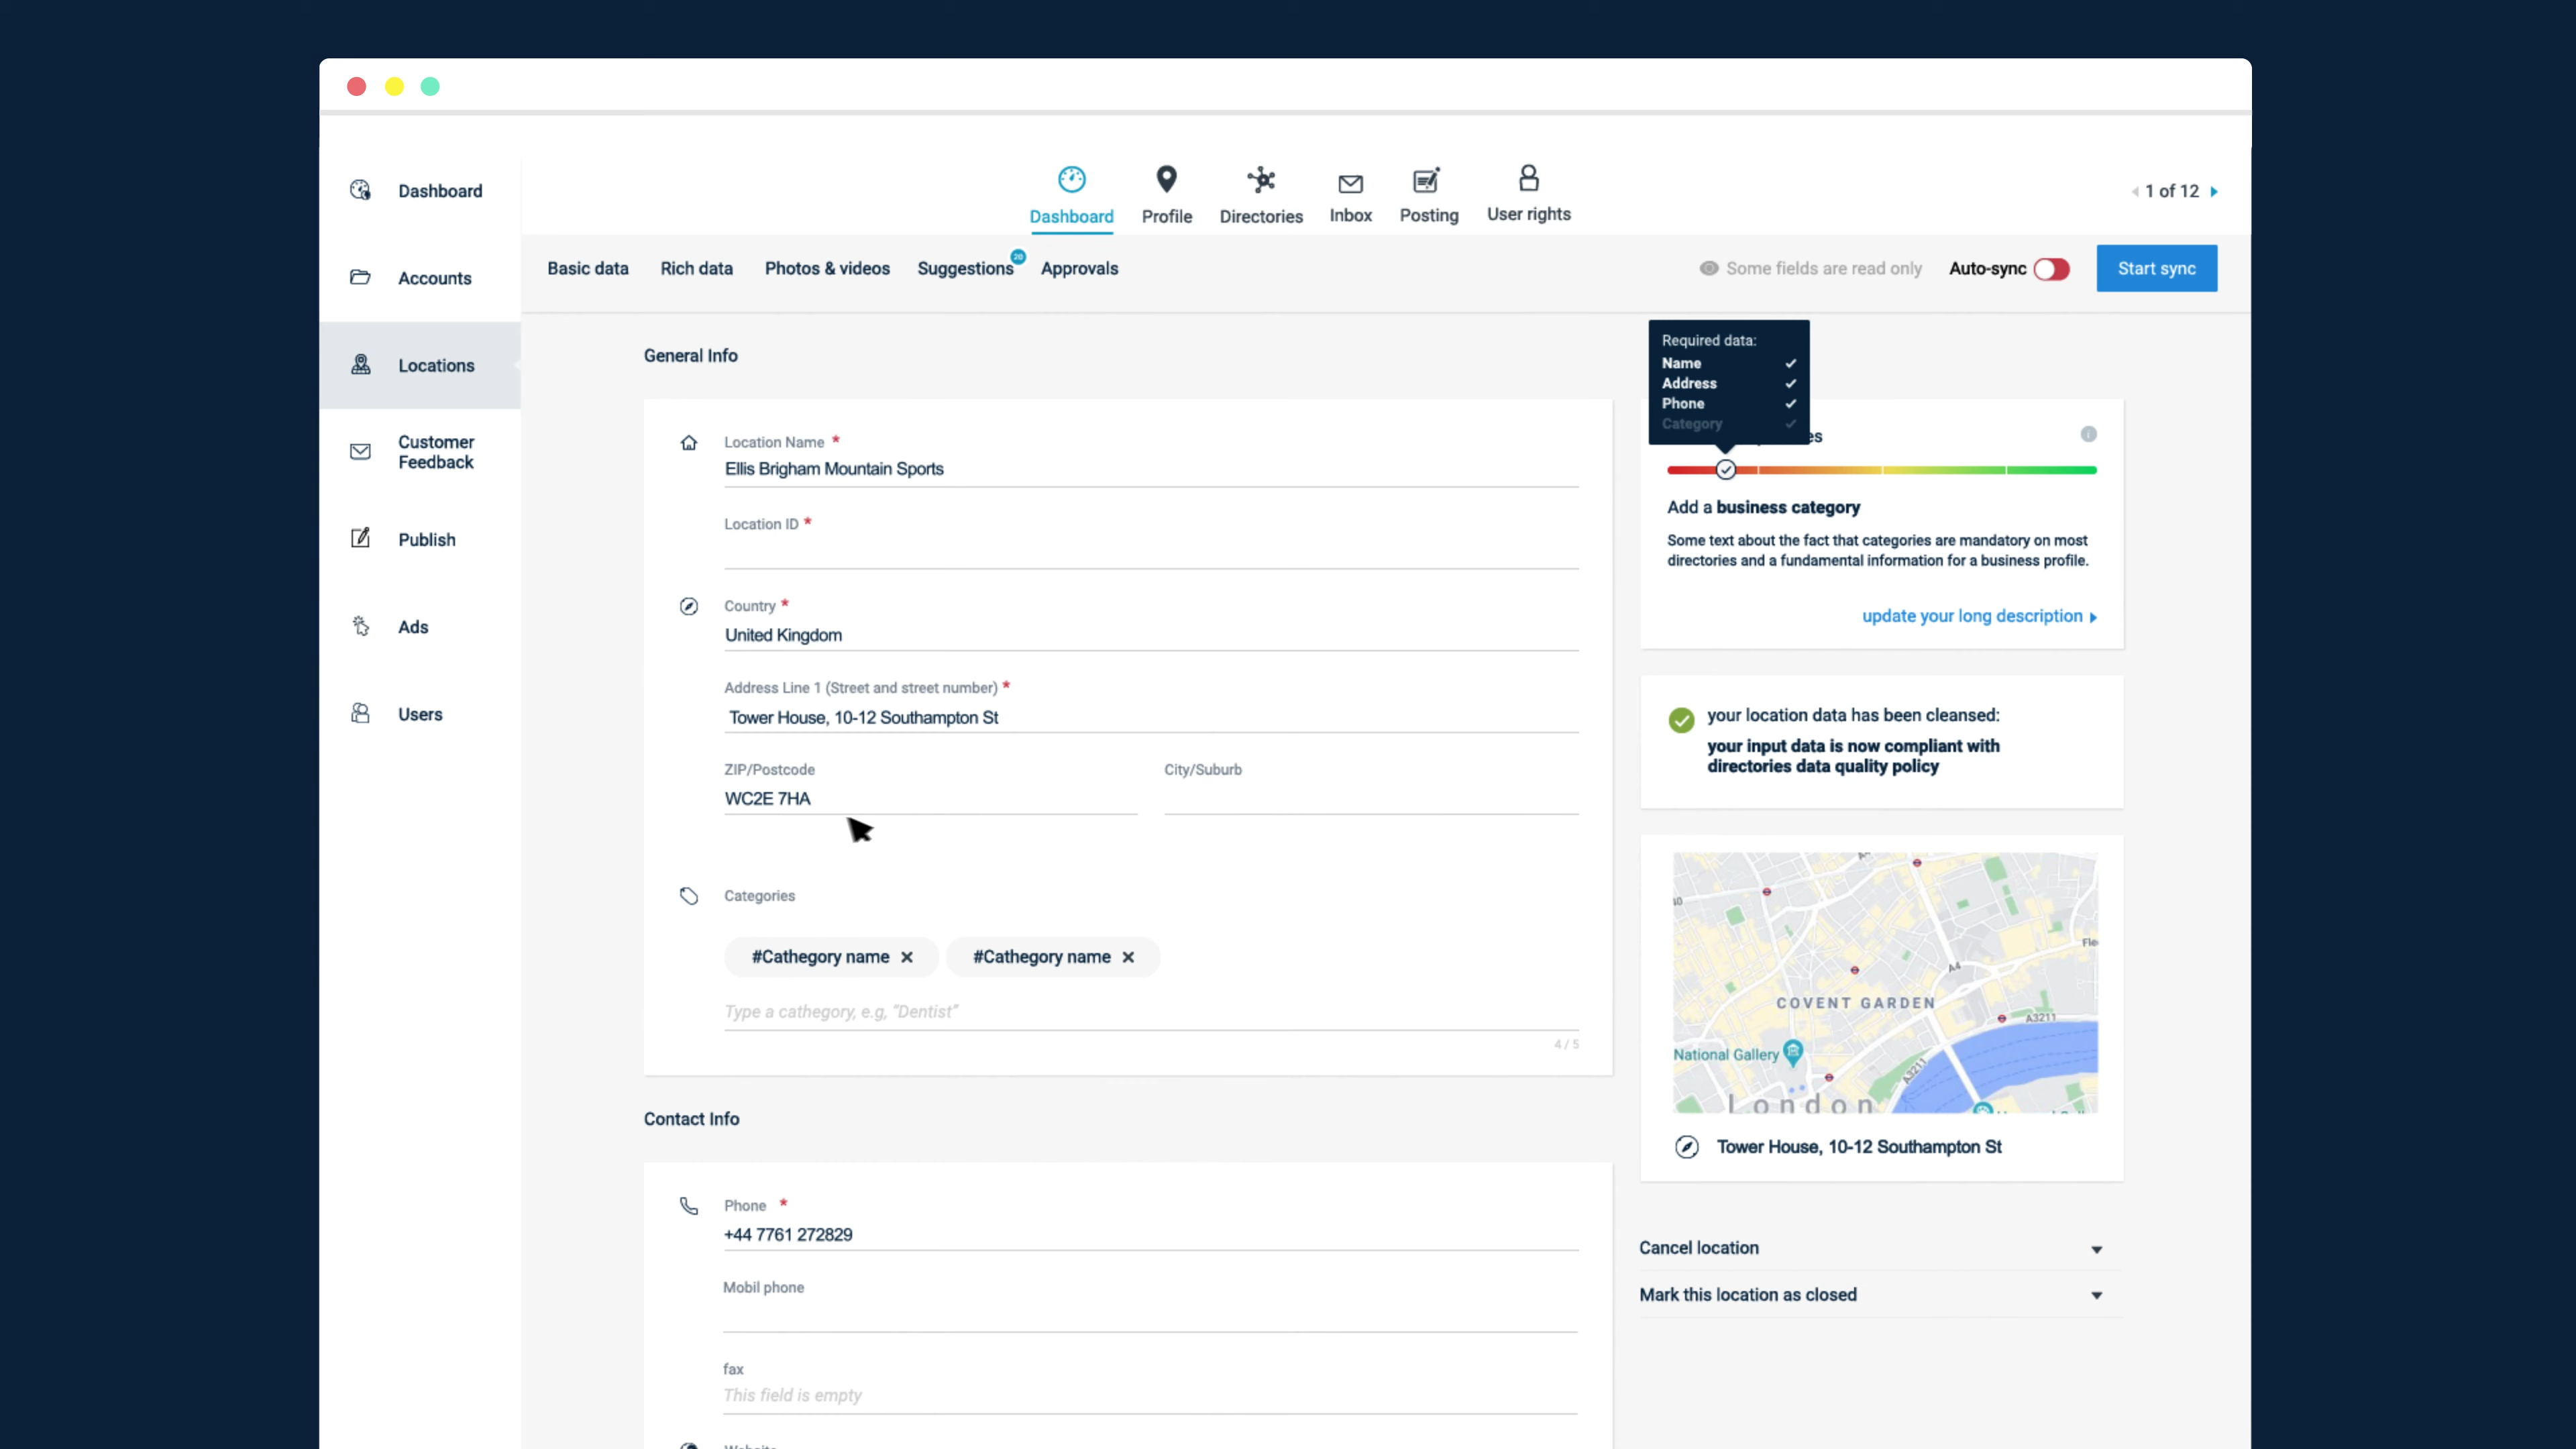 Dashboard
Accounts
Locations
Customer
Feedback
Publish
Ads
Users
Dashboard
Profile
Directories
Inbox
Posting
User rights
1 of 12
Basic data
Rich data
Photos & videos
Suggestions
20
Approvals
Some fields are read only
Auto-sync
Start sync
General Info
Location Name *
Ellis Brigham Mountain Sports
Location ID *
Country *
United Kingdom
Address Line 1 (Street and street number) *
Tower House, 10-12 Southampton St
ZIP/Postcode
WC2E 7HA
City/Suburb
Categories
#Cathegory name
#Cathegory name
Type a cathegory, e.g, “Dentist”
4 / 5
Contact Info
Phone *
+44 7761 272829
Mobil phone
fax
This field is empty
Required data:
Name
Address
Phone
Category
Add a business category
Some text about the fact that categories are mandatory on most
directories and a fundamental information for a business profile.
update your long description
your location data has been cleansed:
your input data is now compliant with
directories data quality policy
A4
COVENT GARDEN
A3211
National Gallery
A3211
London
Tower House, 10-12 Southampton St
Cancel location
Mark this location as closed